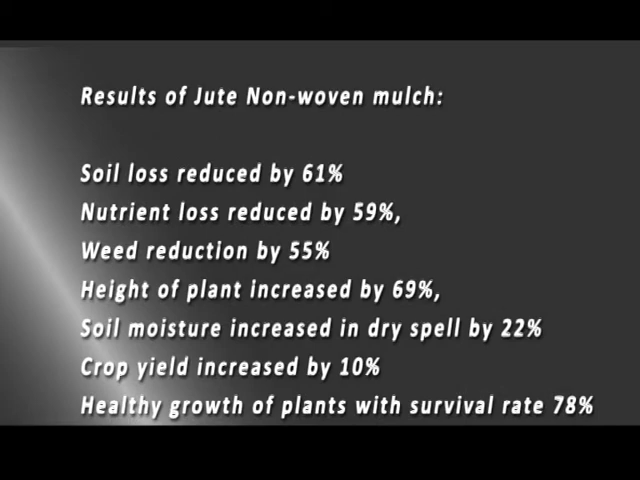 Results of Jute Non-woven mulch:
Soil loss reduced by 61%
Nutrient loss reduced by 59%,
Weed reduction by 55%
Height of plant increased by 69%,
Soil moisture increased in dry spell by 22%
Crop yield increased by 10%
Healthy growth of plants with survival rate 78%